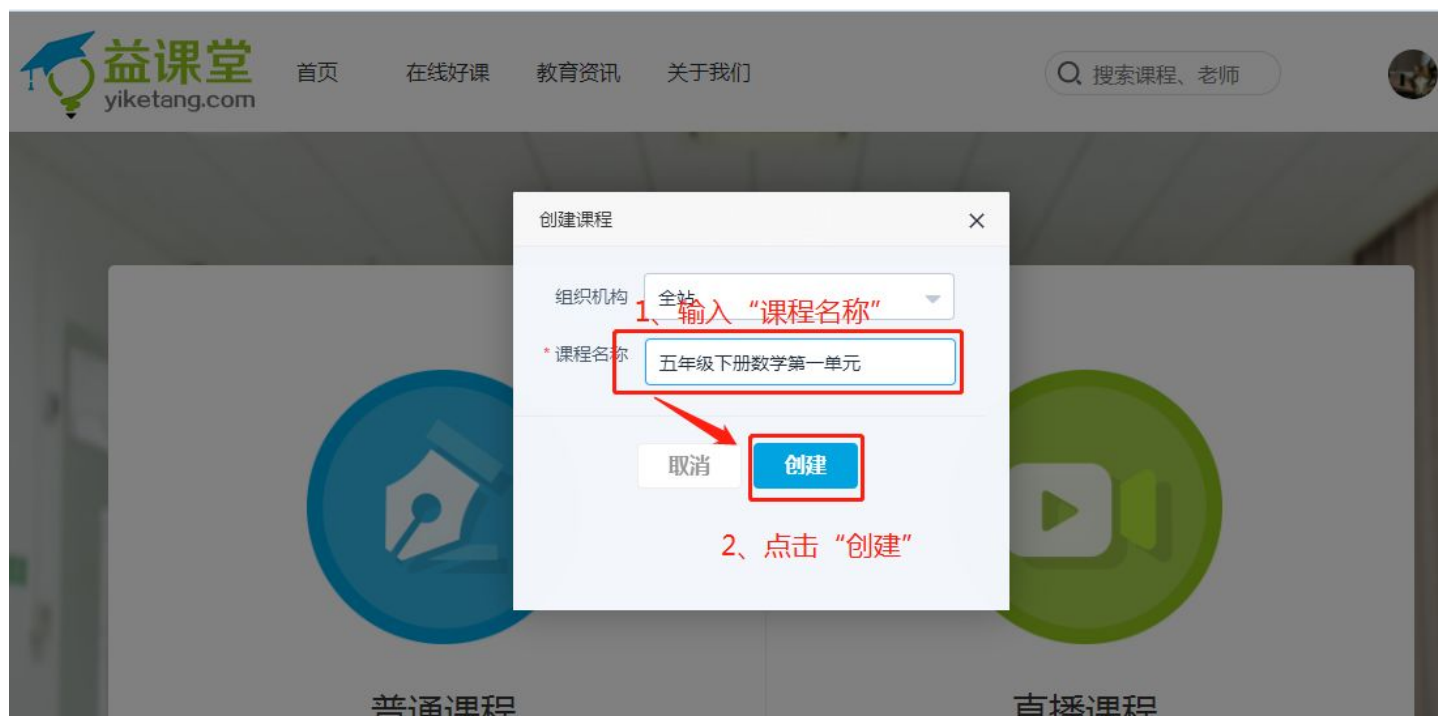 益课堂
yiketang.com
首页 在线好课 教育资讯 关于我们
搜索课程、老师
创建课程
组织机构 全站
1、输入“课程名称”
* 课程名称 五年级下册数学第一单元
取消 创建
2、点击“创建”
普通课程 直播课程